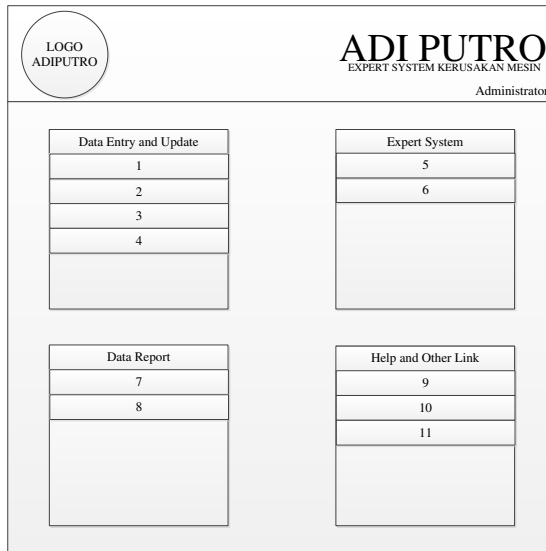 LOGO
ADIPUTRO
ADI PUTRO
EXPERT SYSTEM KERUSAKAN MESIN
Administrator
Data Entry and Update
1
2
3
4
Expert System
5
6
Data Report
7
8
Help and Other Link
9
10
11